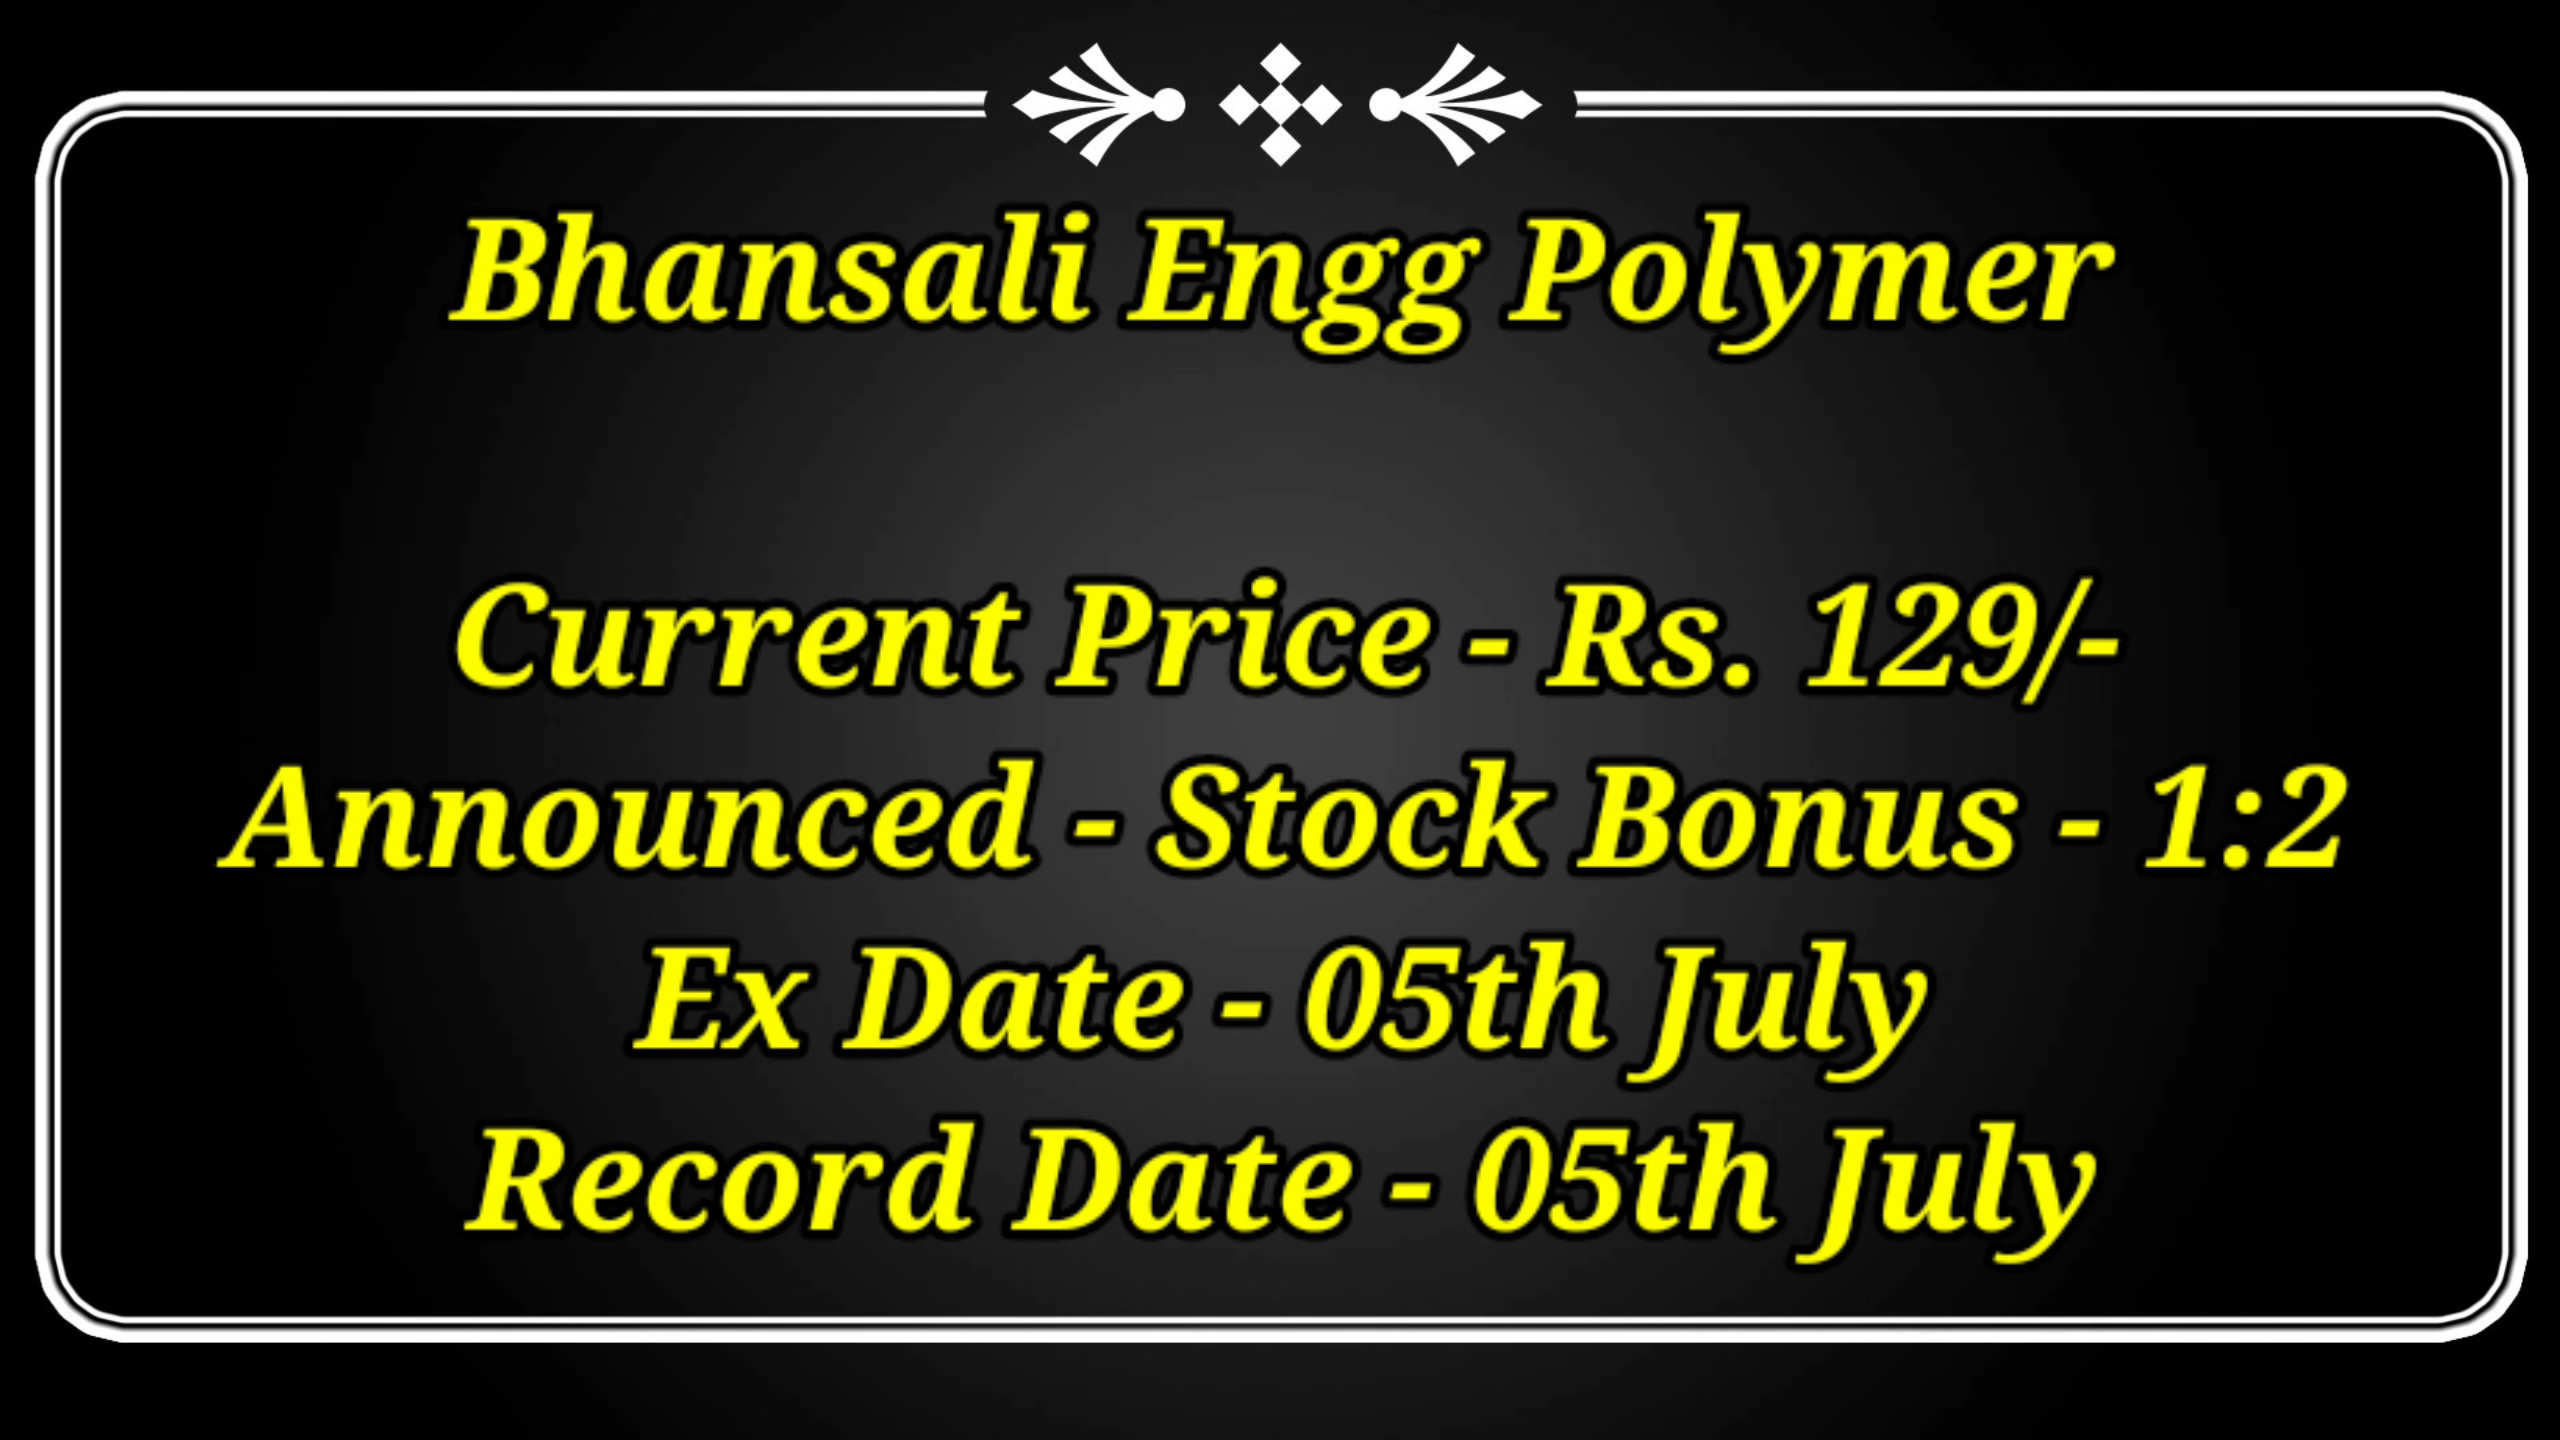 Bhansali Engg Polymer
Current Price - Rs. 129/-
Announced - Stock Bonus - 1:2
Ex Date - 05th July
Record Date - 05th July